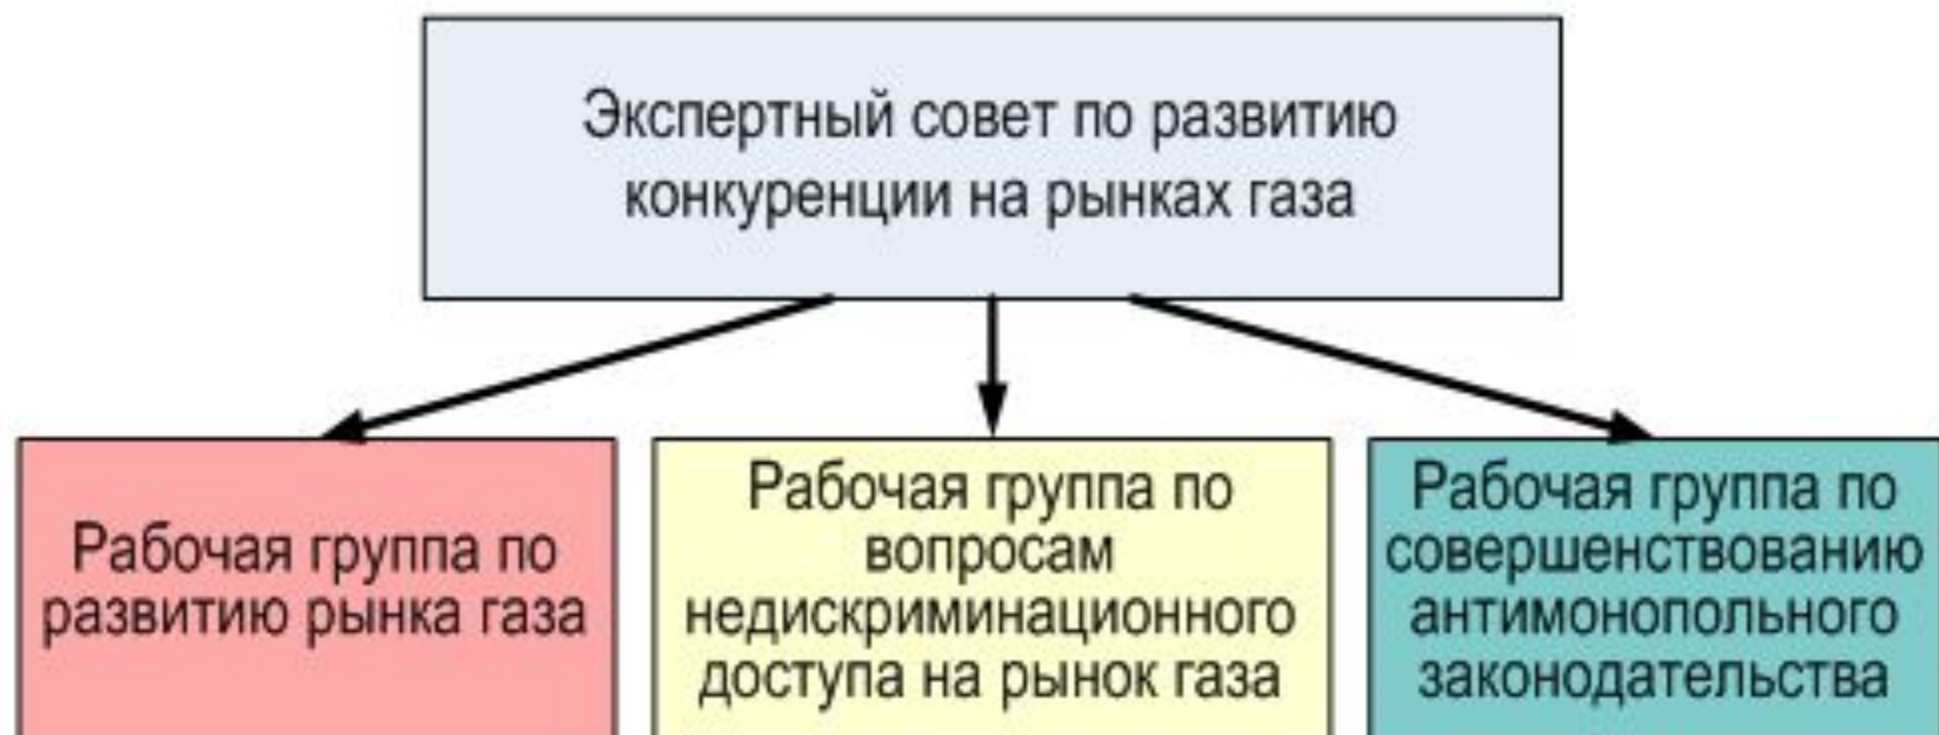 Экспертный совет по развитию
конкуренции на рынках газа
Рабочая группа по
развитию рынка газа
Рабочая группа по
вопросам
недискриминационного
доступа на рынок газа
Рабочая группа по
совершенствованию
антимонопольного
законодательства